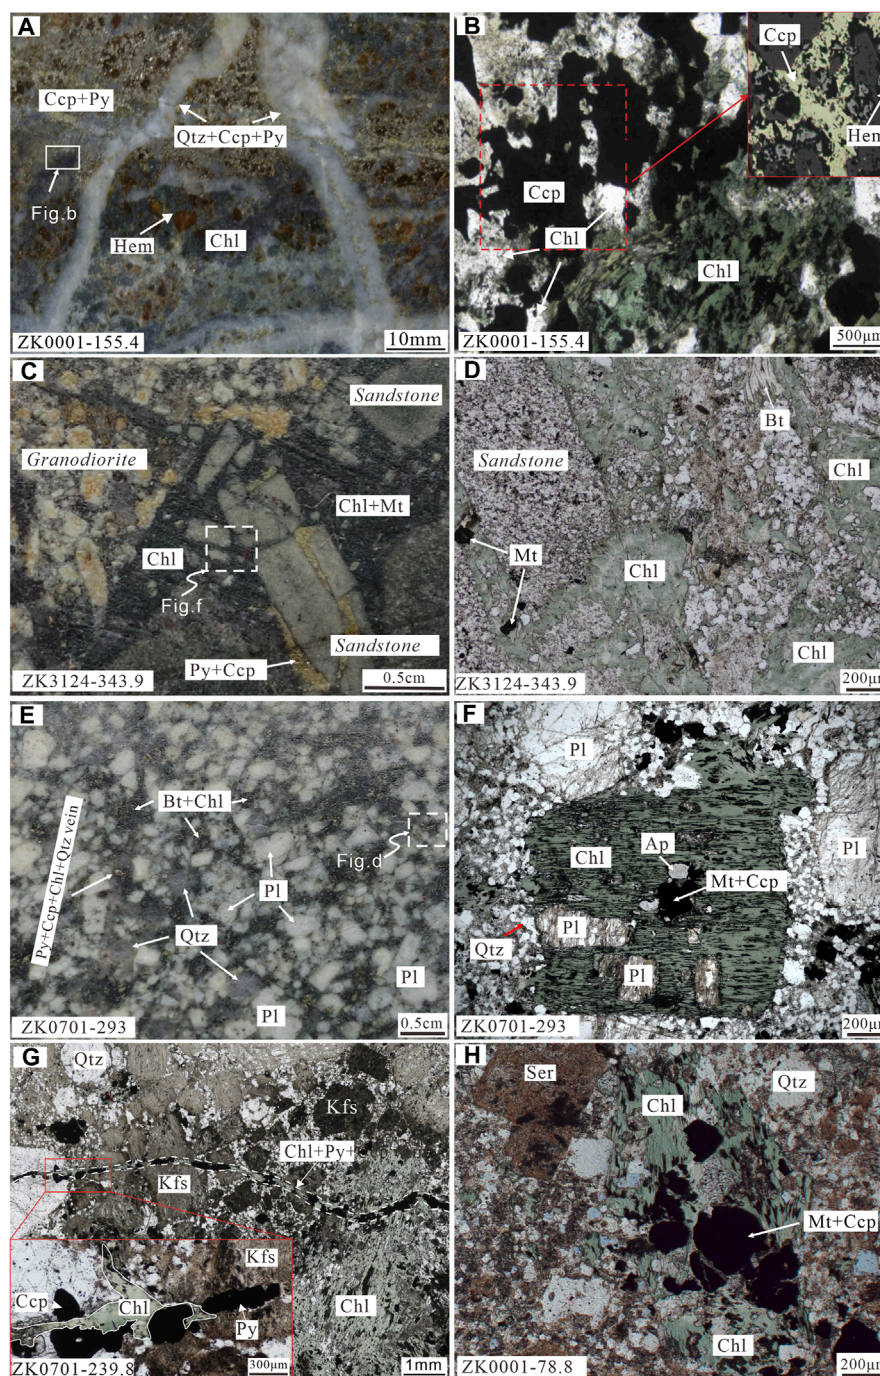 A
Ccp+Py
Qtz+Ccp+Py
Fig.b
Hem
Chl
ZK0001-155.4
10mm
B
Ccp
Hem
Ccp
Chl
Chl
ZK0001-155.4
500μm
C
Sandstone
Granodiorite
Chl+Mt
Chl
Fig.f
Sandstone
Py+Ccp
ZK3124-343.9
0.5cm
D
Bt
Sandstone
Chl
Mt
Chl
Chl
ZK3124-343.9
200μm
E
Bt+Chl
Py+Ccp+Chl+Qtz vein
Fig.d
Pl
Qtz
Pl
Pl
ZK0701-293
0.5cm
F
Pl
Chl
Ap
Mt+Ccp
Pl
Pl
Qtz
Pl
ZK0701-293
200μm
G
Qtz
Kfs
Chl+Py+
Kfs
Kfs
Ccp
Chl
Py
Chl
ZK0701-239.8
300μm
1mm
H
Ser
Chl
Qtz
Mt+Ccp
Chl
ZK0001-78.8
200μm